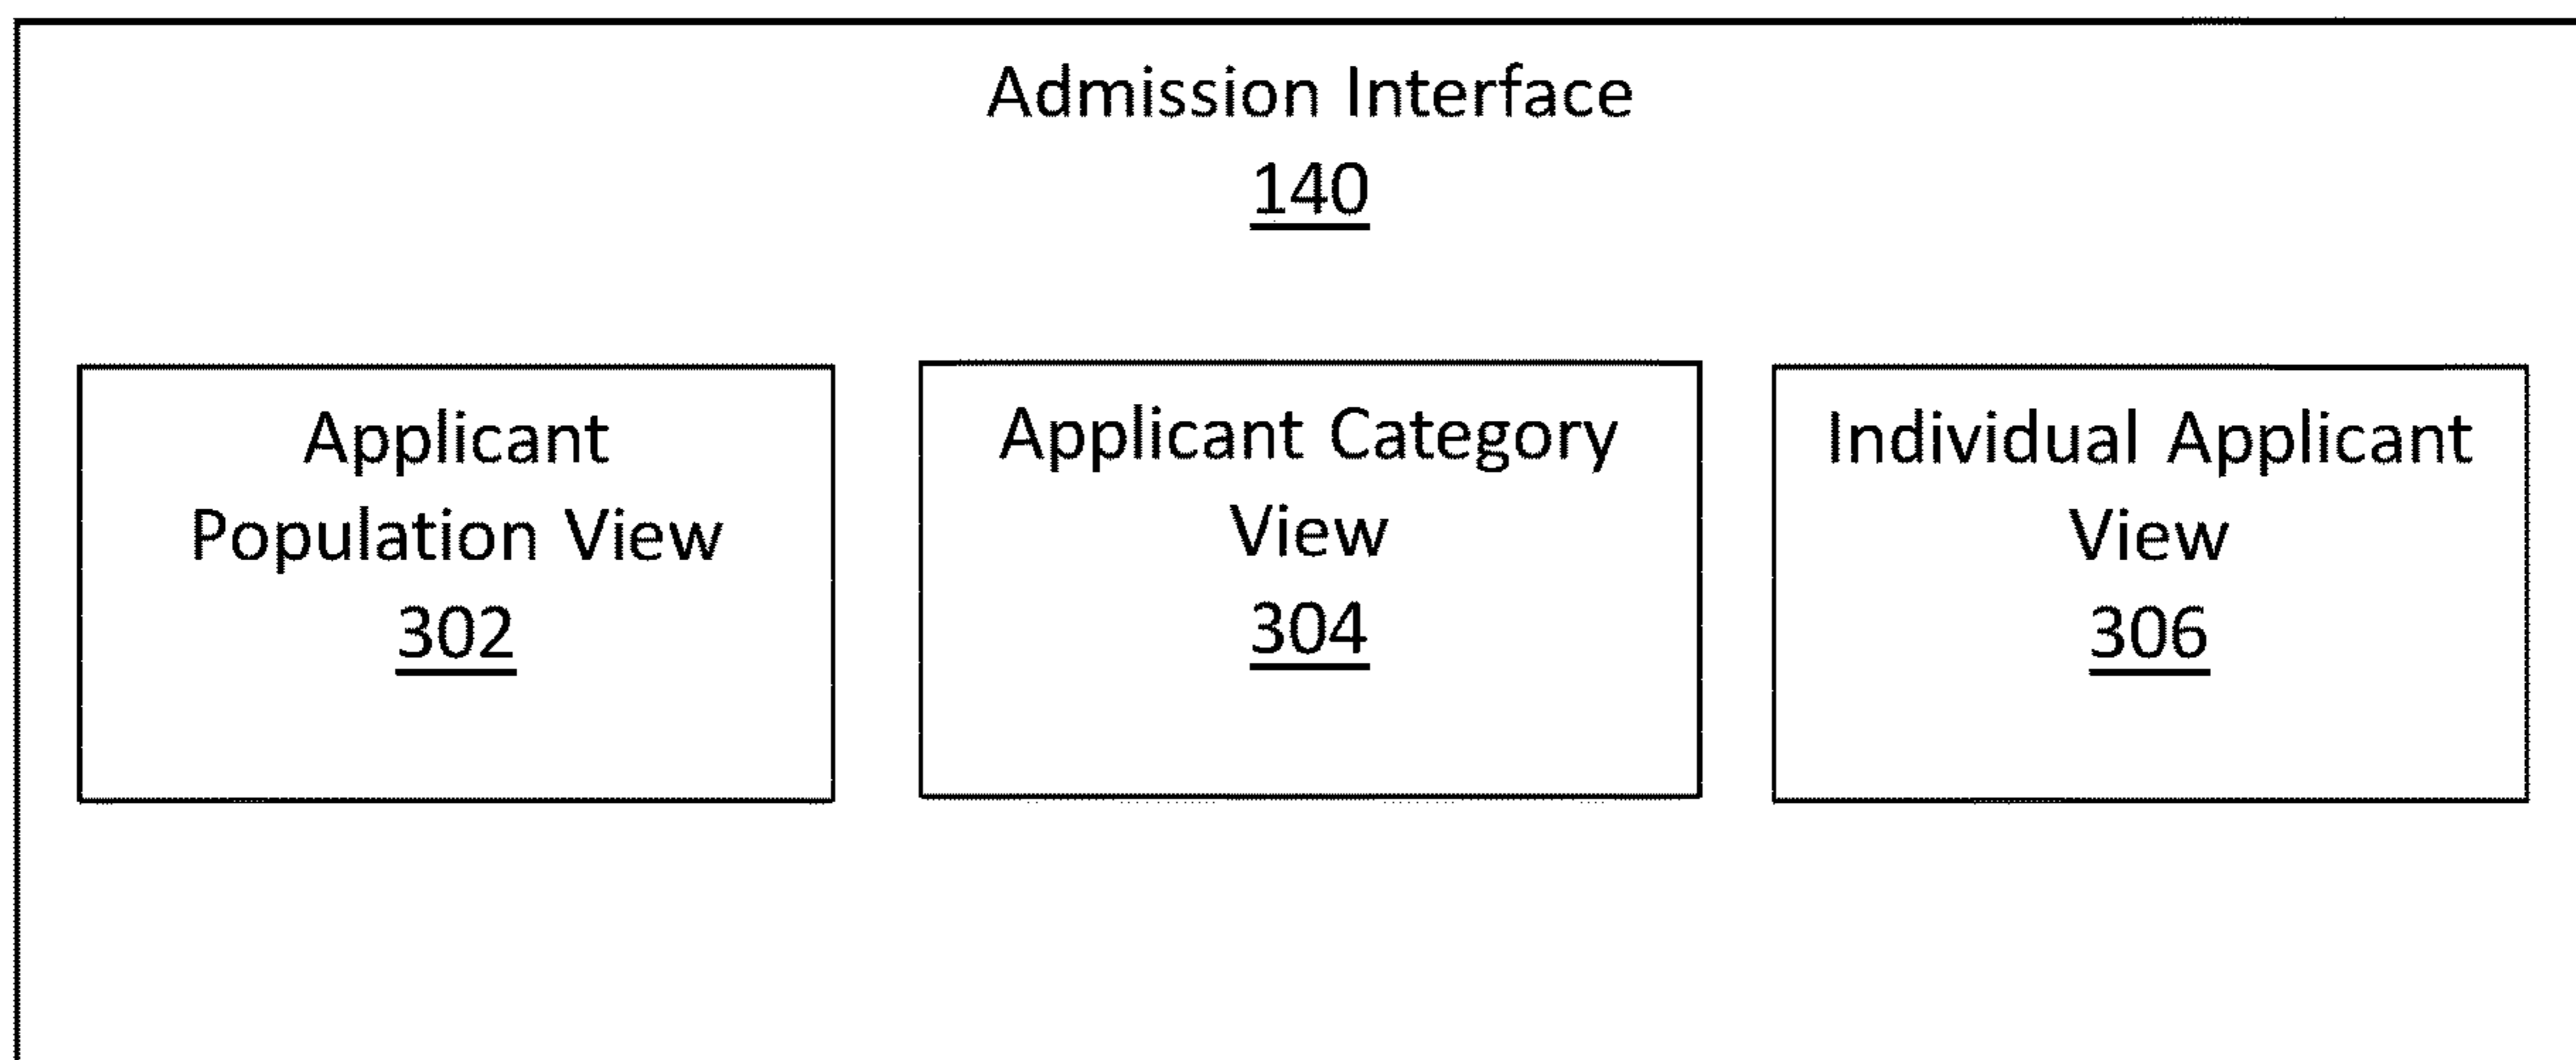 Admission Interface
140
Applicant
Population View
302
Applicant Category
View
304
Individual Applicant
View
306